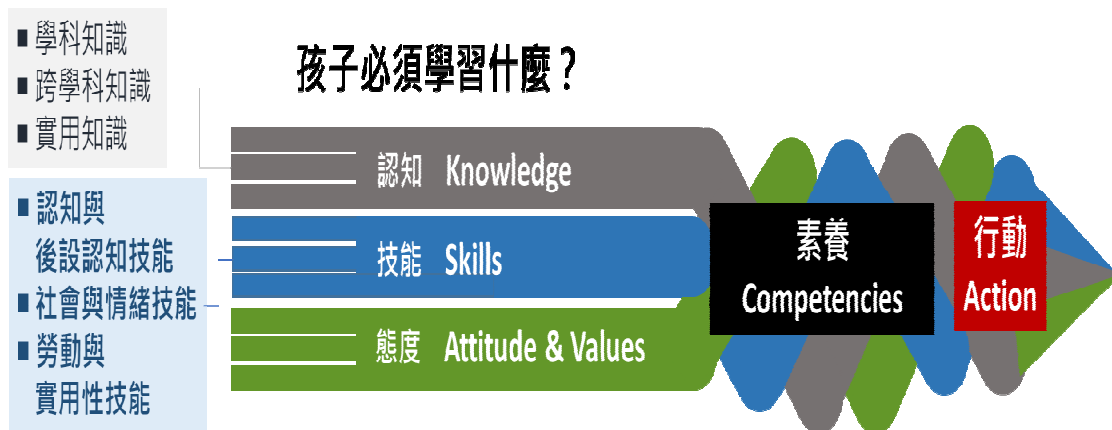 ■ 學科知識
■ 跨學科知識
■ 實用知識
孩子必須學習什麼？
認知 Knowledge
■ 認知與
後設認知技能
■ 社會與情緒技能
■ 勞動與
實用性技能
技能 Skills
態度 Attitude & Values
素養
Competencies
行動
Action